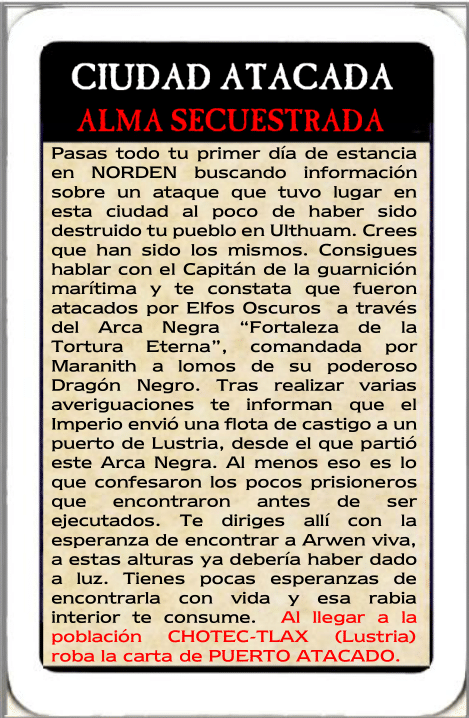 CIUDAD ATACADA
ALMA SECUESTRADA
Pasas todo tu primer día de estancia
en NORDEN buscando información
sobre un ataque que tuvo lugar en
esta ciudad al poco de haber sido
destruido tu pueblo en Ulthuam. Crees
que han sido los mismos. Consigues
hablar con el Capitán de la guarnición
marítima y te constata que fueron
atacados por Elfos Oscuros a través
del Arca Negra “Fortaleza de la
Tortura Eterna”, comandada por
Maranith a lomos de su poderoso
Dragón Negro. Tras realizar varias
averiguaciones te informan que el
Imperio envió una flota de castigo a un
puerto de Lustria, desde el que partió
este Arca Negra. Al menos eso es lo
que confesaron los pocos prisioneros
que encontraron antes de ser
ejecutados. Te diriges allí con la
esperanza de encontrar a Arwen viva,
a estas alturas ya debería haber dado
a luz. Tienes pocas esperanzas de
encontrarla con vida y esa rabia
interior te consume. Al llegar a la
población CHOTEC-TLAX (Lustria)
roba la carta de PUERTO ATACADO.